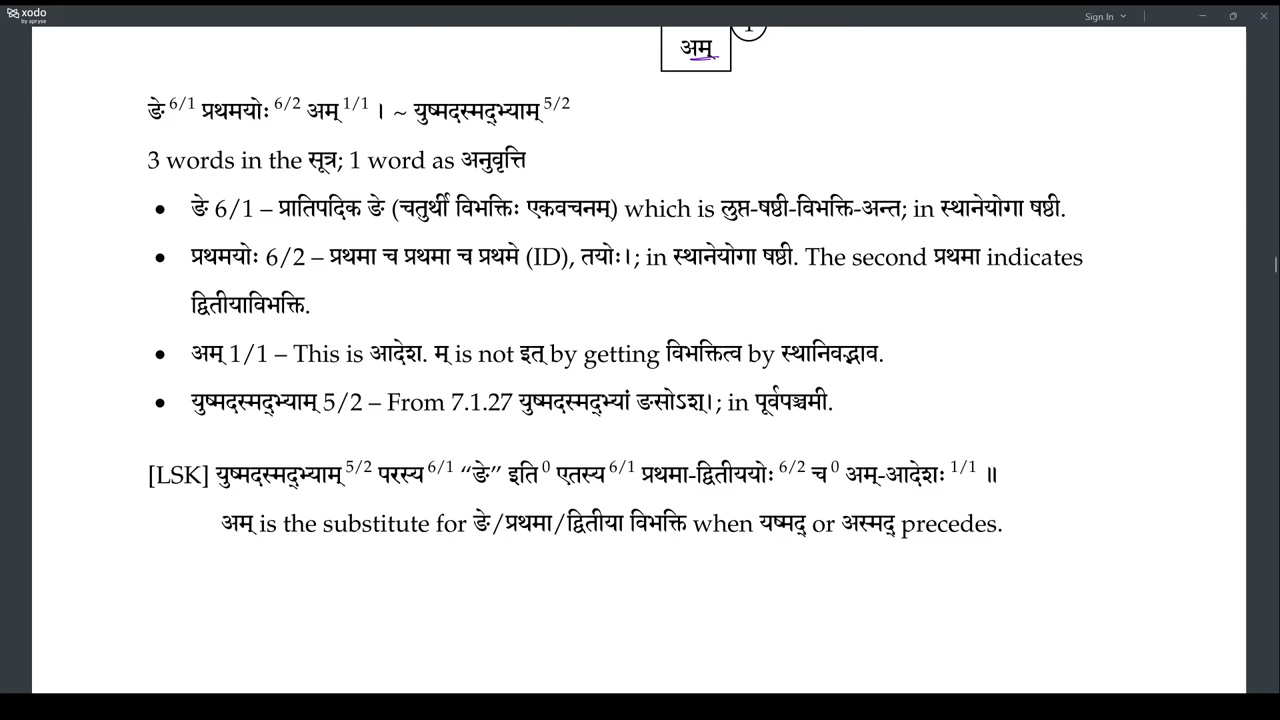 xodo
by apryse
Sign In
1
अम्
ङे 6/1 प्रथमयोः 6/2 अम् 1/1 । ~ युष्मदस्मद्भ्याम् 5/2
3 words in the सूत्र; 1 word as अनुवृत्ति
• ङे 6/1 – प्रातिपदिक ङे (चतुर्थी विभक्तिः एकवचनम्) which is लुप्त-षष्ठी-विभक्ति-अन्त; in स्थानेयोगा षष्ठी.
• प्रथमयोः 6/2 – प्रथमा च प्रथमा च प्रथमे (ID), तयोः।; in स्थानेयोगा षष्ठी. The second प्रथमा indicates
द्वितीयाविभक्ति.
• अम् 1/1 – This is आदेश. म् is not इत् by getting विभक्तित्व by स्थानिवद्भाव.
• युष्मदस्मद्भ्याम् 5/2 – From 7.1.27 युष्मदस्मद्भ्यां ङसोऽश्।; in पूर्वपञ्चमी.
[LSK] युष्मदस्मद्भ्याम् 5/2 परस्य 6/1 “ङे” इति 0 एतस्य 6/1 प्रथमा-द्वितीययोः 6/2 च 0 अम्-आदेशः 1/1 ॥
अम् is the substitute for ङे/प्रथमा/द्वितीया विभक्ति when यष्मद् or अस्मद् precedes.